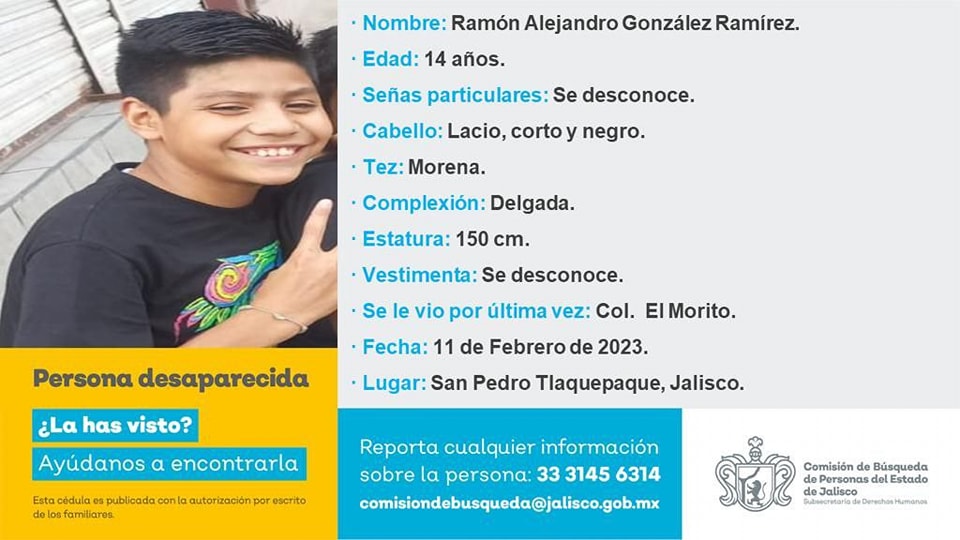 · Nombre: Ramón Alejandro González Ramírez.
· Edad: 14 años.
· Señas particulares: Se desconoce.
· Cabello: Lacio, corto y negro.
· Tez: Morena.
· Complexión: Delgada.
· Estatura: 150 cm.
· Vestimenta: Se desconoce.
· Se le vio por última vez: Col. El Morito.
· Fecha: 11 de Febrero de 2023.
· Lugar: San Pedro Tlaquepaque, Jalisco.
Persona desaparecida
¿La has visto?
Ayúdanos a encontrarla
Esta cédula es publicada con la autorización por escrito
de los familiares.
Reporta cualquier información
sobre la persona: 33 3145 6314
comisiondebusqueda@jalisco.gob.mx
Comisión de Búsqueda
de Personas del Estado
de Jalisco
Subsecretaría de Derechos Humanos